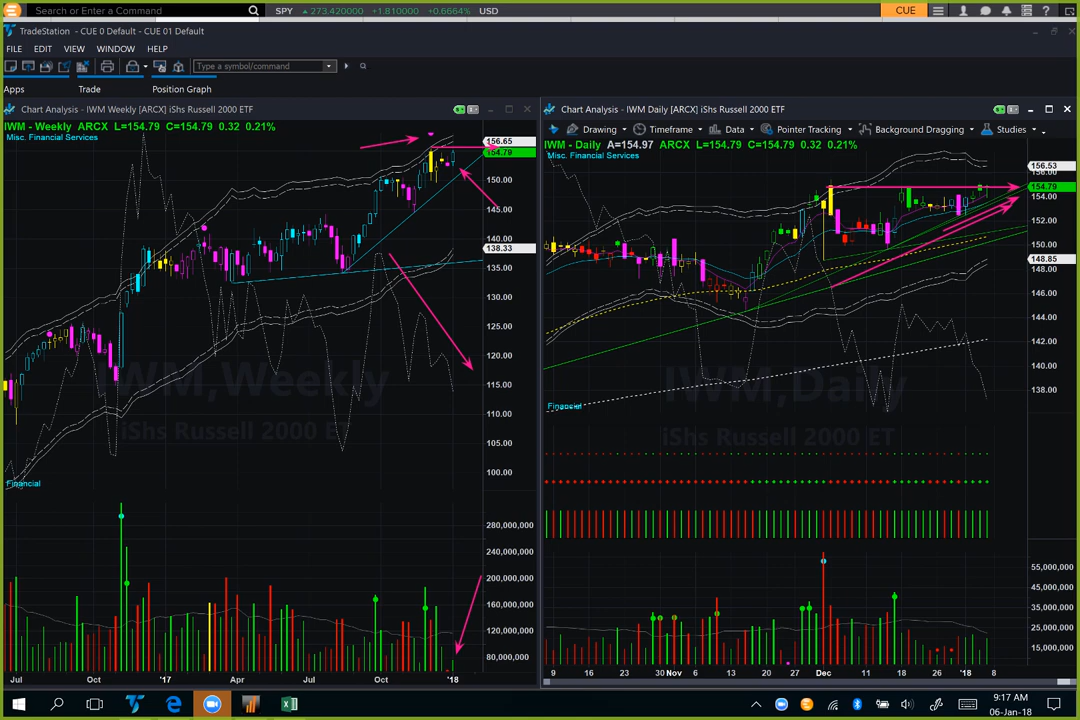 Search or Enter a Command SPY 273.420000 +1.810000 +0.6664% USD CUE
TradeStation - CUE 0 Default - CUE 01 Default
FILE EDIT VIEW WINDOW HELP
Type a symbol/command
Apps Trade Position Graph
Chart Analysis - IWM Weekly [ARCX] iShs Russell 2000 ETF
IWM - Weekly ARCX L=154.79 C=154.79 0.32 0.21%
Misc. Financial Services
156.65
154.79
150.00
145.00
140.00
138.33
135.00
130.00
125.00
120.00
115.00
110.00
105.00
100.00
IWM,Weekly
iShs Russell 2000 ET
Financial
280,000,000
240,000,000
200,000,000
160,000,000
120,000,000
80,000,000
Jul Oct '17 Apr Jul Oct '18
Chart Analysis - IWM Daily [ARCX] iShs Russell 2000 ETF
Drawing Timeframe Data Pointer Tracking Background Dragging Studies
IWM - Daily A=154.97 ARCX L=154.79 C=154.79 0.32 0.21%
Misc. Financial Services
156.53
156.00
154.79
154.00
152.00
150.00
148.85
148.00
146.00
144.00
142.00
140.00
138.00
IWM,Daily
iShs Russell 2000 ET
Financial
55,000,000
45,000,000
35,000,000
25,000,000
15,000,000
9 16 23 30 Nov 6 13 20 27 Dec 11 18 26 '18 8
9:17 AM
06-Jan-18